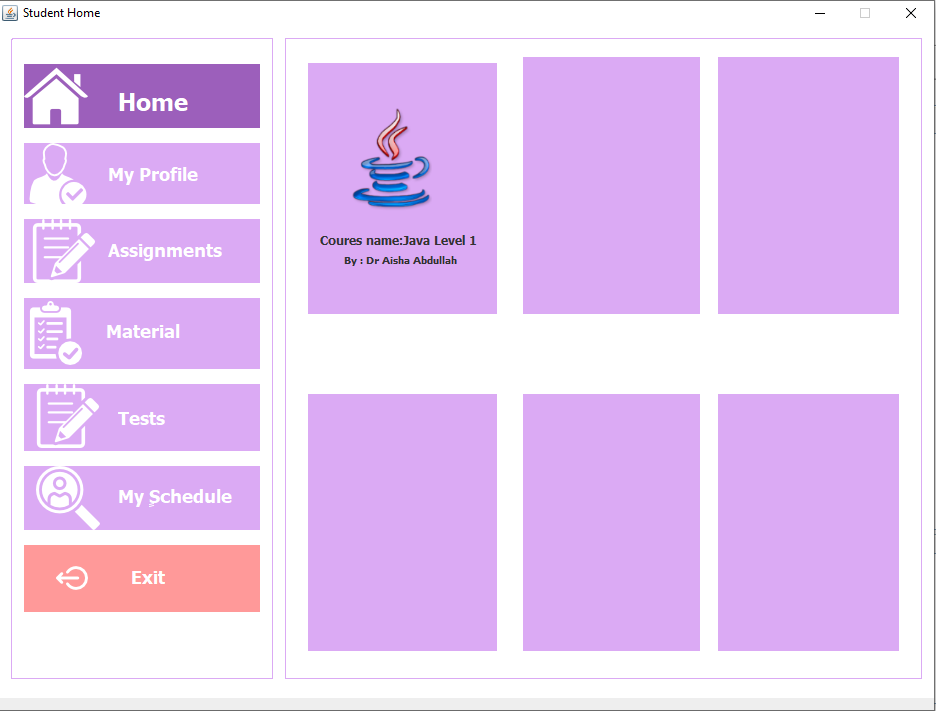 Student Home
Home
My Profile
Assignments
Material
Tests
My Schedule
Exit
Coures name:Java Level 1
By : Dr Aisha Abdullah